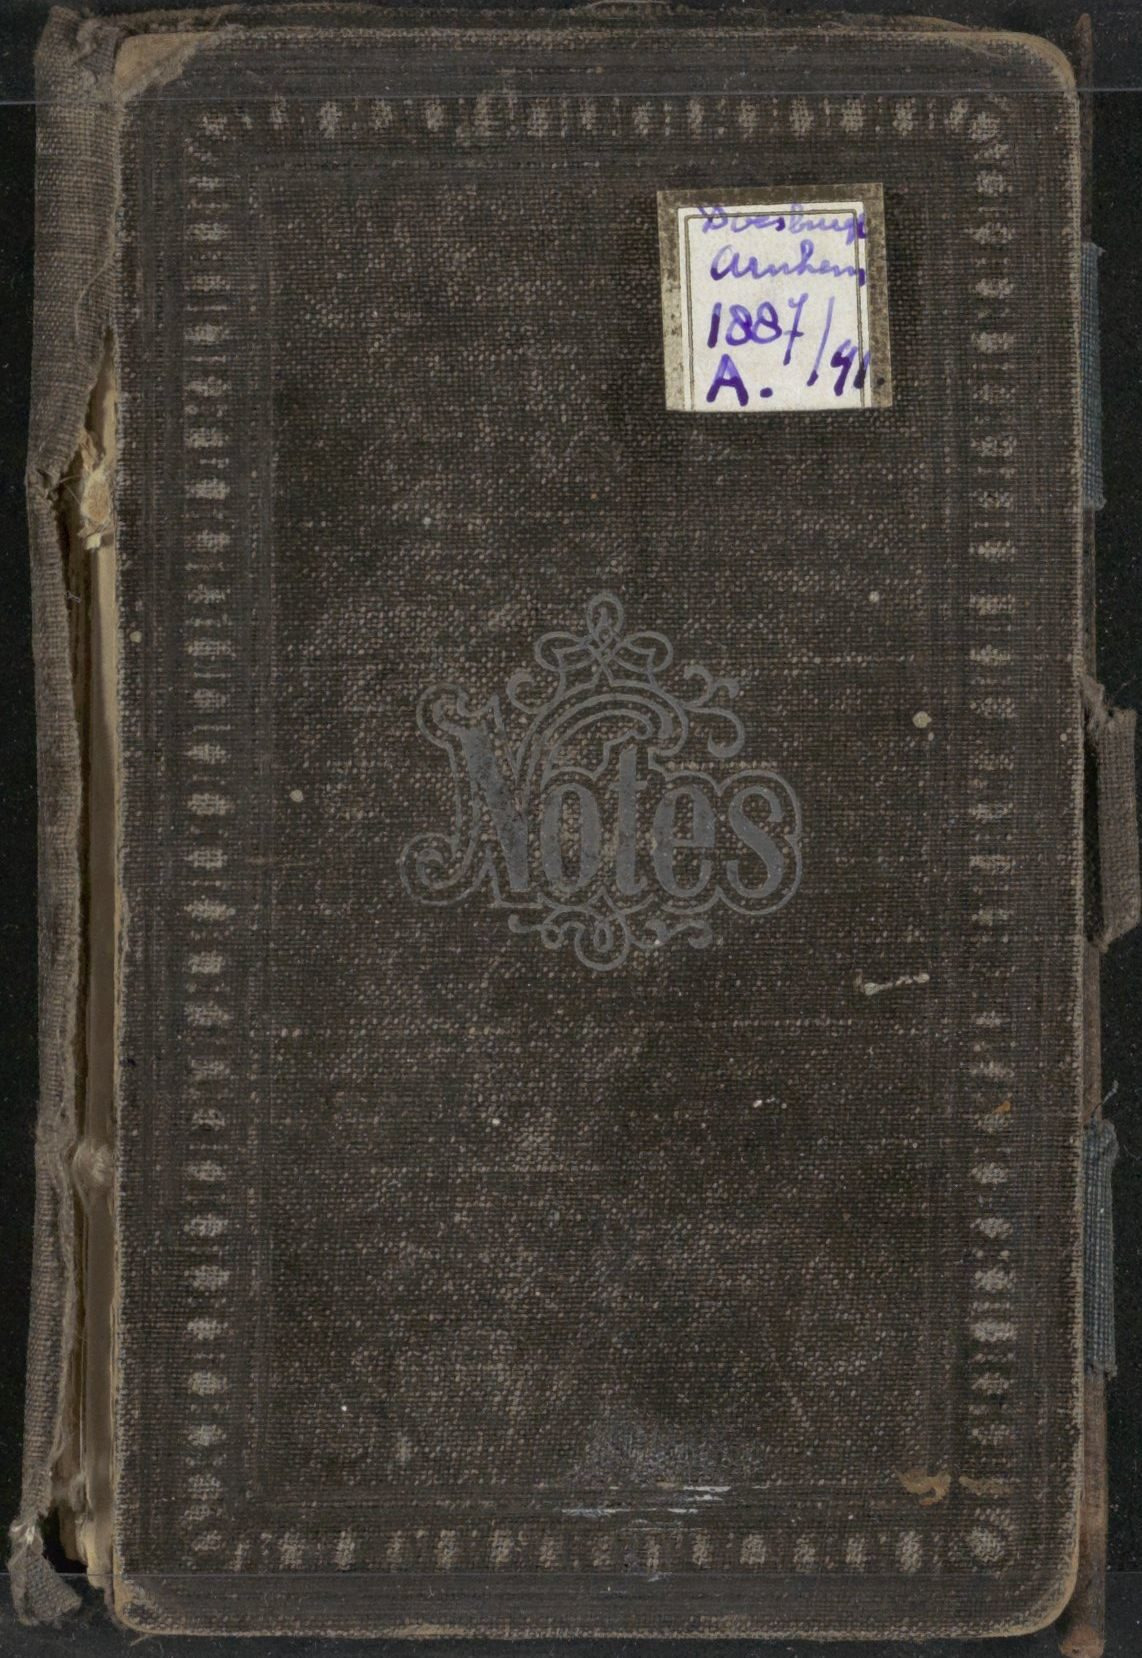 Doesburg
Arnhem
1887/91.
A.
Notes